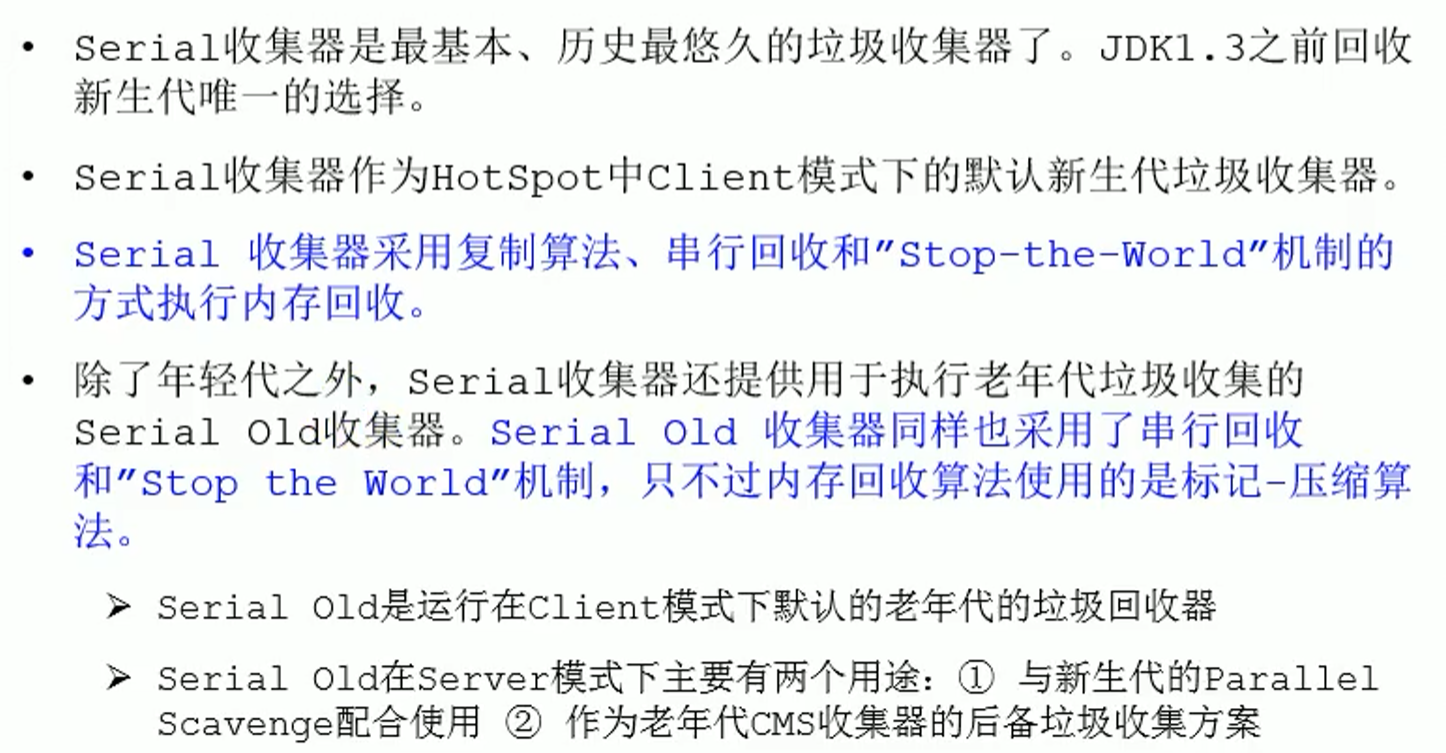 • Serial收集器是最基本、历史最悠久的垃圾收集器了。JDK1.3之前回收
新生代唯一的选择。
• Serial收集器作为HotSpot中Client模式下的默认新生代垃圾收集器。
• Serial 收集器采用复制算法、串行回收和”Stop-the-World”机制的
方式执行内存回收。
• 除了年轻代之外，Serial收集器还提供用于执行老年代垃圾收集的
Serial Old收集器。Serial Old 收集器同样也采用了串行回收
和”Stop the World”机制，只不过内存回收算法使用的是标记-压缩算
法。
➢ Serial Old是运行在Client模式下默认的老年代的垃圾回收器
➢ Serial Old在Server模式下主要有两个用途：① 与新生代的Parallel
Scavenge配合使用 ② 作为老年代CMS收集器的后备垃圾收集方案